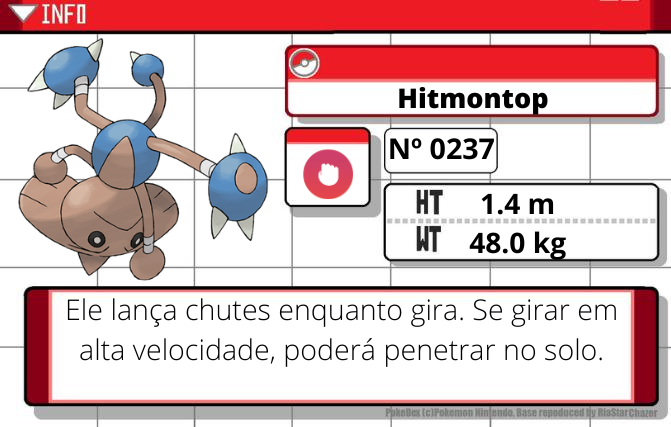 INFO
Hitmontop
Nº 0237
HT 1.4 m
WT 48.0 kg
Ele lança chutes enquanto gira. Se girar em
alta velocidade, poderá penetrar no solo.
PokeDex (c)Pokemon Nintendo. Base reproduced by RiaStarChazer